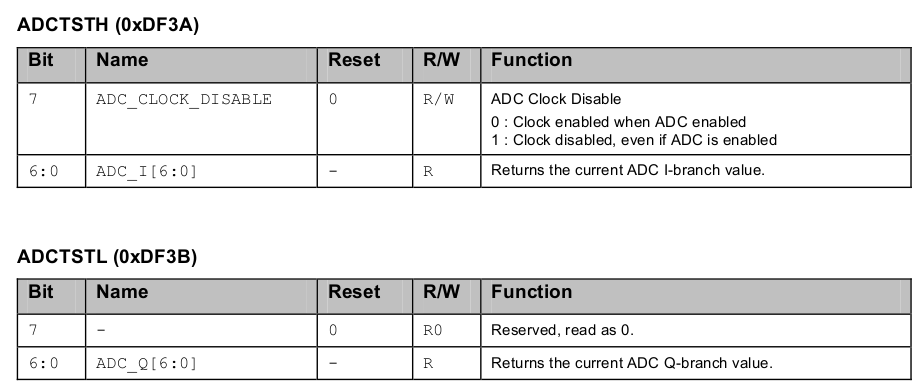 ADCTSTH (0xDF3A)
Bit Name Reset R/W Function
7 ADC_CLOCK_DISABLE 0 R/W ADC Clock Disable
0 : Clock enabled when ADC enabled
1 : Clock disabled, even if ADC is enabled
6:0 ADC_I[6:0] - R Returns the current ADC I-branch value.
ADCTSTL (0xDF3B)
Bit Name Reset R/W Function
7 - 0 R0 Reserved, read as 0.
6:0 ADC_Q[6:0] - R Returns the current ADC Q-branch value.